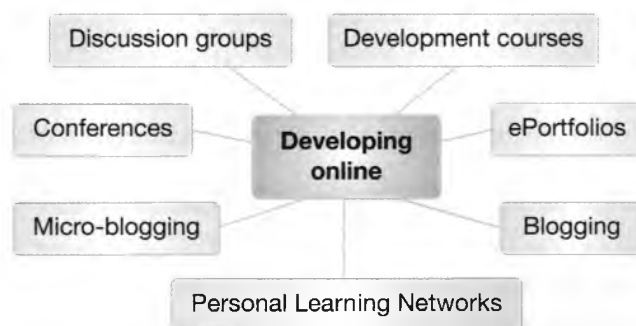 Discussion groups
Development courses
Conferences
Developing
online
ePortfolios
Micro-blogging
Blogging
Personal Learning Networks